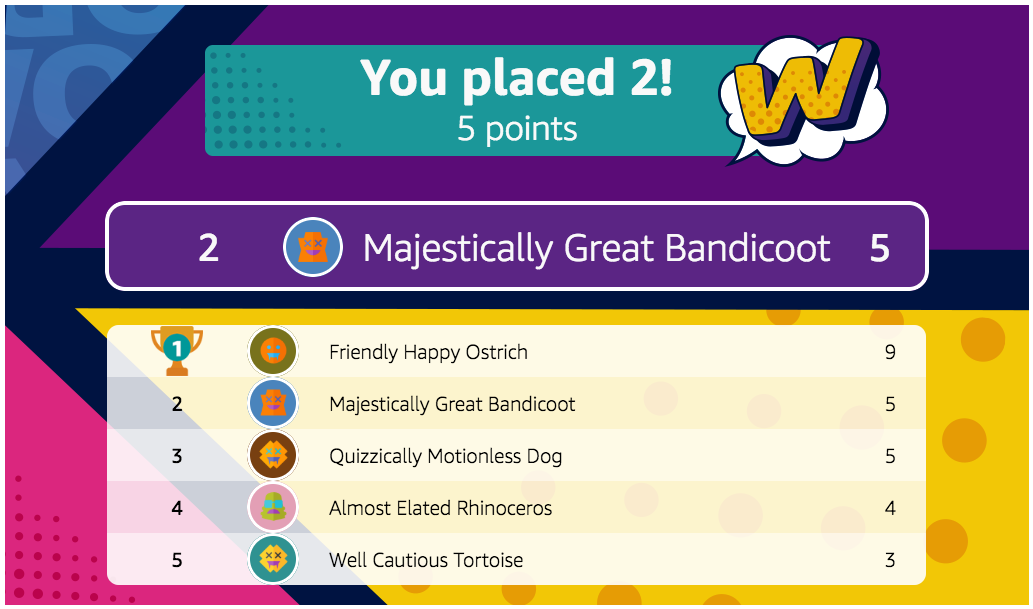 You placed 2!
5 points
W
2 Majestically Great Bandicoot 5
1 Friendly Happy Ostrich 9
2 Majestically Great Bandicoot 5
3 Quizzically Motionless Dog 5
4 Almost Elated Rhinoceros 4
5 Well Cautious Tortoise 3